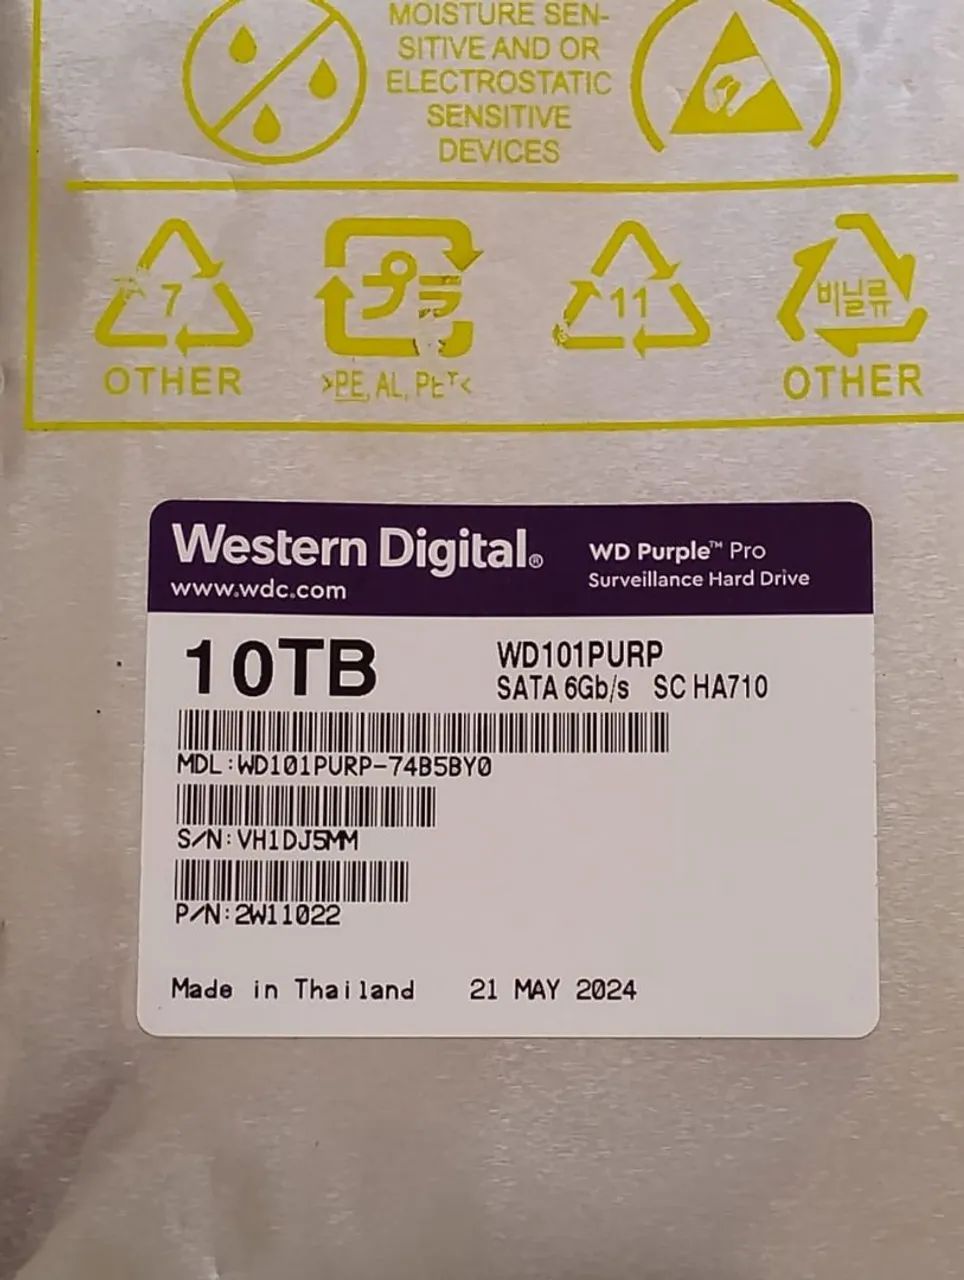 MOISTURE SEN-
SITIVE AND OR
ELECTROSTATIC
SENSITIVE
DEVICES
7
OTHER
プラ
>PE, AL, PET<
11
비닐류
OTHER
Western Digital®
www.wdc.com
WD Purple™ Pro
Surveillance Hard Drive
10TB
WD101PURP
SATA 6Gb/s SC HA710
MDL:WD101PURP-74B5BY0
S/N:VH1DJ5MM
P/N:2W11022
Made in Thailand 21 MAY 2024